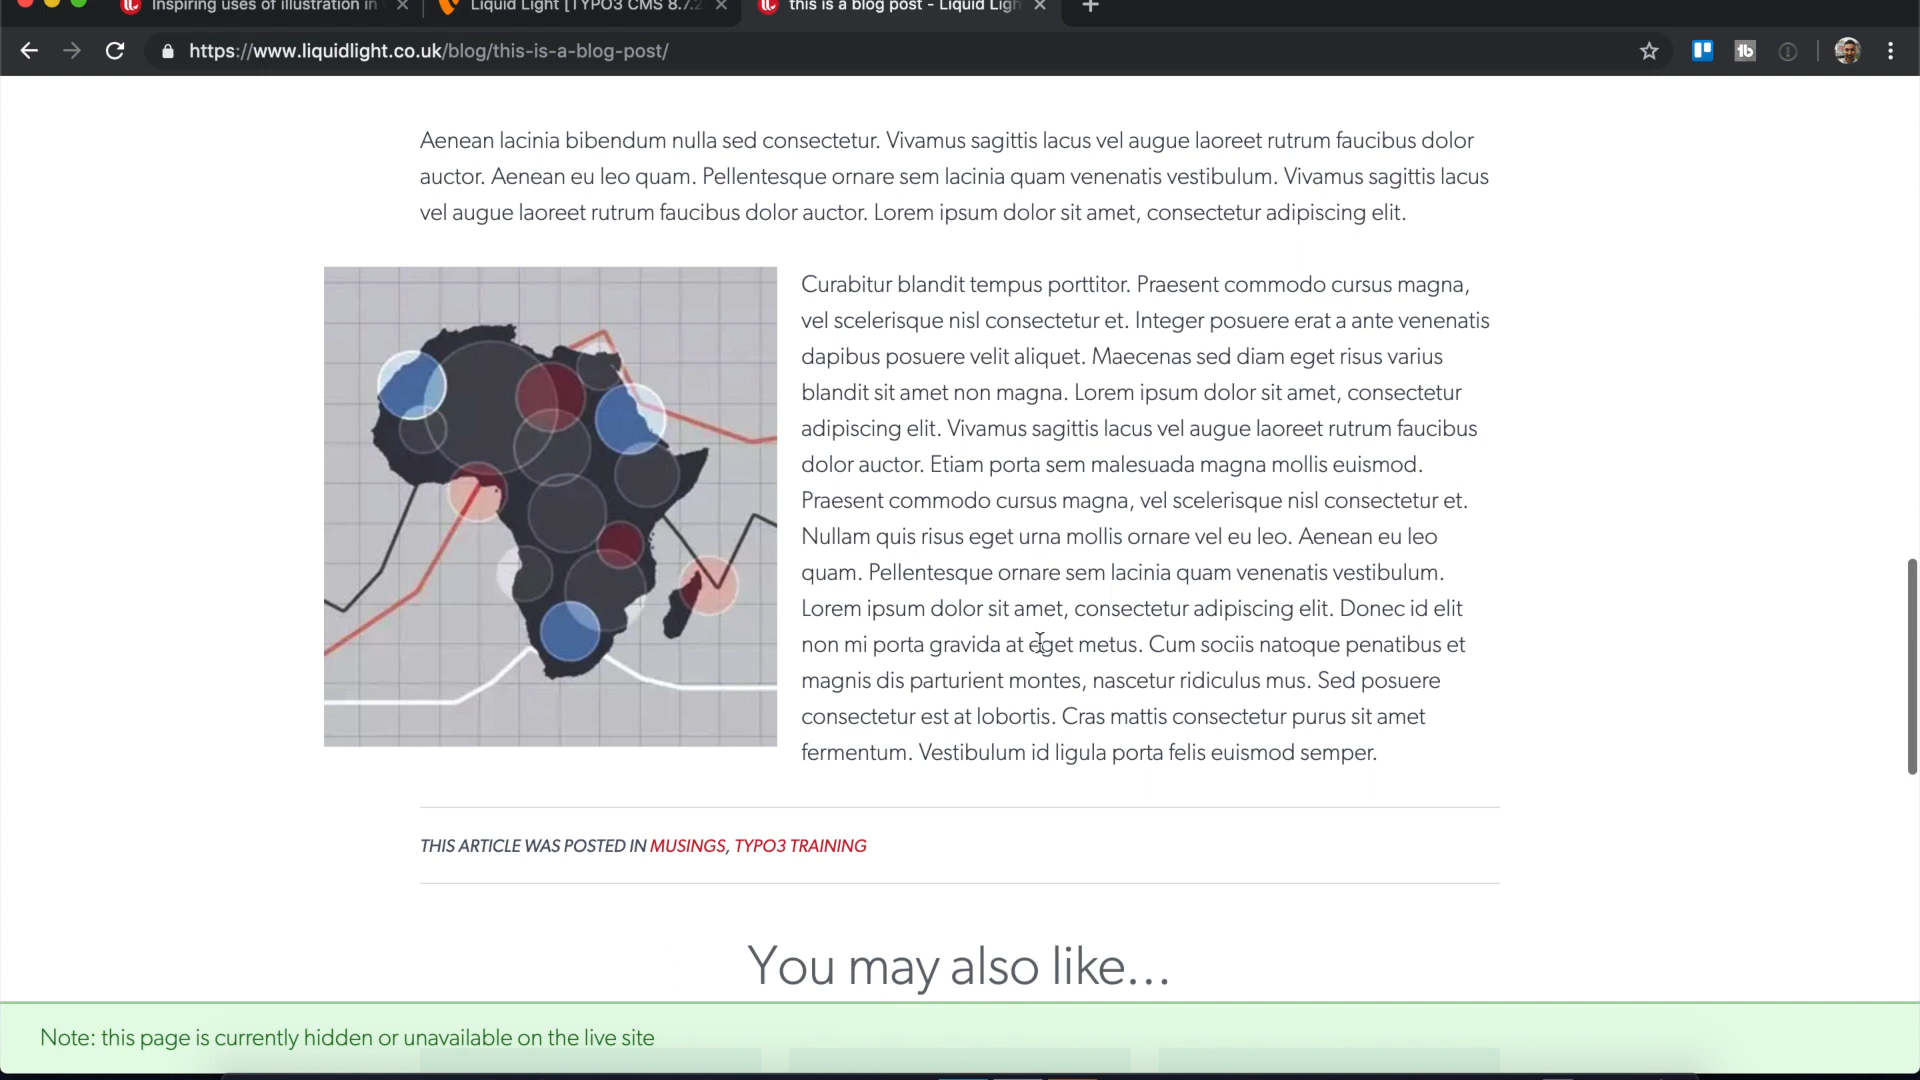 Inspiring uses of illustration in
Liquid Light [TYPO3 CMS 8.7.2
this is a blog post - Liquid Ligh
https://www.liquidlight.co.uk/blog/this-is-a-blog-post/
Aenean lacinia bibendum nulla sed consectetur. Vivamus sagittis lacus vel augue laoreet rutrum faucibus dolor
auctor. Aenean eu leo quam. Pellentesque ornare sem lacinia quam venenatis vestibulum. Vivamus sagittis lacus
vel augue laoreet rutrum faucibus dolor auctor. Lorem ipsum dolor sit amet, consectetur adipiscing elit.
Curabitur blandit tempus porttitor. Praesent commodo cursus magna,
vel scelerisque nisl consectetur et. Integer posuere erat a ante venenatis
dapibus posuere velit aliquet. Maecenas sed diam eget risus varius
blandit sit amet non magna. Lorem ipsum dolor sit amet, consectetur
adipiscing elit. Vivamus sagittis lacus vel augue laoreet rutrum faucibus
dolor auctor. Etiam porta sem malesuada magna mollis euismod.
Praesent commodo cursus magna, vel scelerisque nisl consectetur et.
Nullam quis risus eget urna mollis ornare vel eu leo. Aenean eu leo
quam. Pellentesque ornare sem lacinia quam venenatis vestibulum.
Lorem ipsum dolor sit amet, consectetur adipiscing elit. Donec id elit
non mi porta gravida at eget metus. Cum sociis natoque penatibus et
magnis dis parturient montes, nascetur ridiculus mus. Sed posuere
consectetur est at lobortis. Cras mattis consectetur purus sit amet
fermentum. Vestibulum id ligula porta felis euismod semper.
THIS ARTICLE WAS POSTED IN MUSINGS, TYPO3 TRAINING
You may also like...
Note: this page is currently hidden or unavailable on the live site